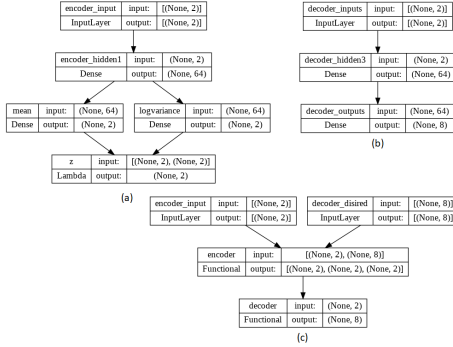 encoder_input input: [(None, 2)]
InputLayer output: [(None, 2)]
encoder_hidden1 input: (None, 2)
Dense output: (None, 64)
mean input: (None, 64)
Dense output: (None, 2)
logvariance input: (None, 64)
Dense output: (None, 2)
z input: [(None, 2), (None, 2)]
Lambda output: (None, 2)
(a)
decoder_inputs input: [(None, 2)]
InputLayer output: [(None, 2)]
decoder_hidden3 input: (None, 2)
Dense output: (None, 64)
decoder_outputs input: (None, 64)
Dense output: (None, 8)
(b)
encoder_input input: [(None, 2)]
InputLayer output: [(None, 2)]
decoder_disired input: [(None, 8)]
InputLayer output: [(None, 8)]
encoder input: [(None, 2), (None, 8)]
Functional output: [(None, 2), (None, 2), (None, 2)]
decoder input: (None, 2)
Functional output: (None, 8)
(c)